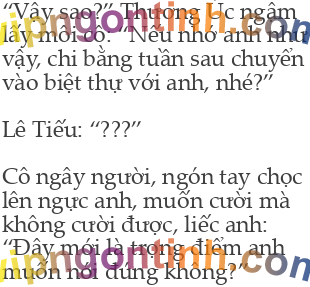 “Vậy sao?” Thương Úc ngậm
lấy môi cô. “Nếu nhớ anh như
vậy, chi bằng tuần sau chuyển
vào biệt thự với anh, nhé?”
Lê Tiếu: “???”
Cô ngây người, ngón tay chọc
lên ngực anh, muốn cười mà
không cười được, liếc anh:
“Đây mới là trọng điểm anh
muốn nói đúng không?”
vipngontinh.com
vipngontinh.com